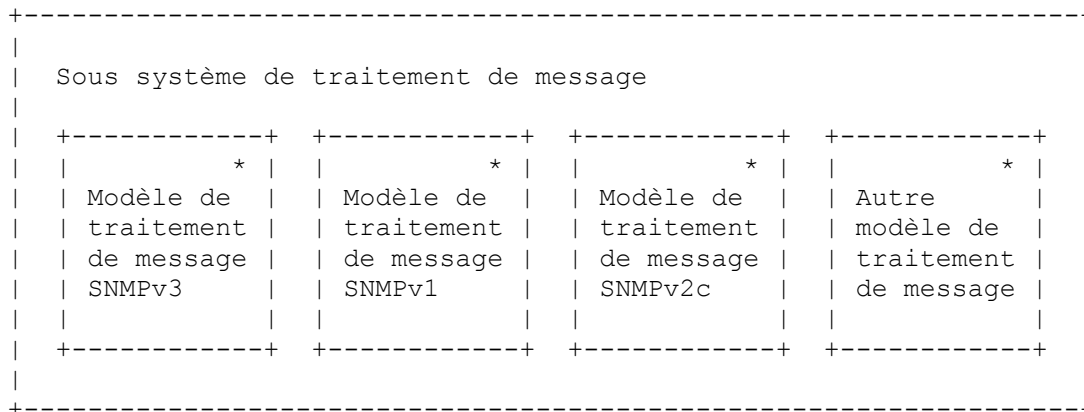 +------------------------------------------------------------------
|
|  Sous système de traitement de message
|
|  +------------+  +------------+  +------------+  +------------+
|  |          * |  |          * |  |          * |  |          * |
|  | Modèle de  |  | Modèle de  |  | Modèle de  |  | Autre      |
|  | traitement |  | traitement |  | traitement |  | modèle de  |
|  | de message |  | de message |  | de message |  | traitement |
|  | SNMPv3     |  | SNMPv1     |  | SNMPv2c    |  | de message |
|  |            |  |            |  |            |  |            |
|  +------------+  +------------+  +------------+  +------------+
|
+------------------------------------------------------------------